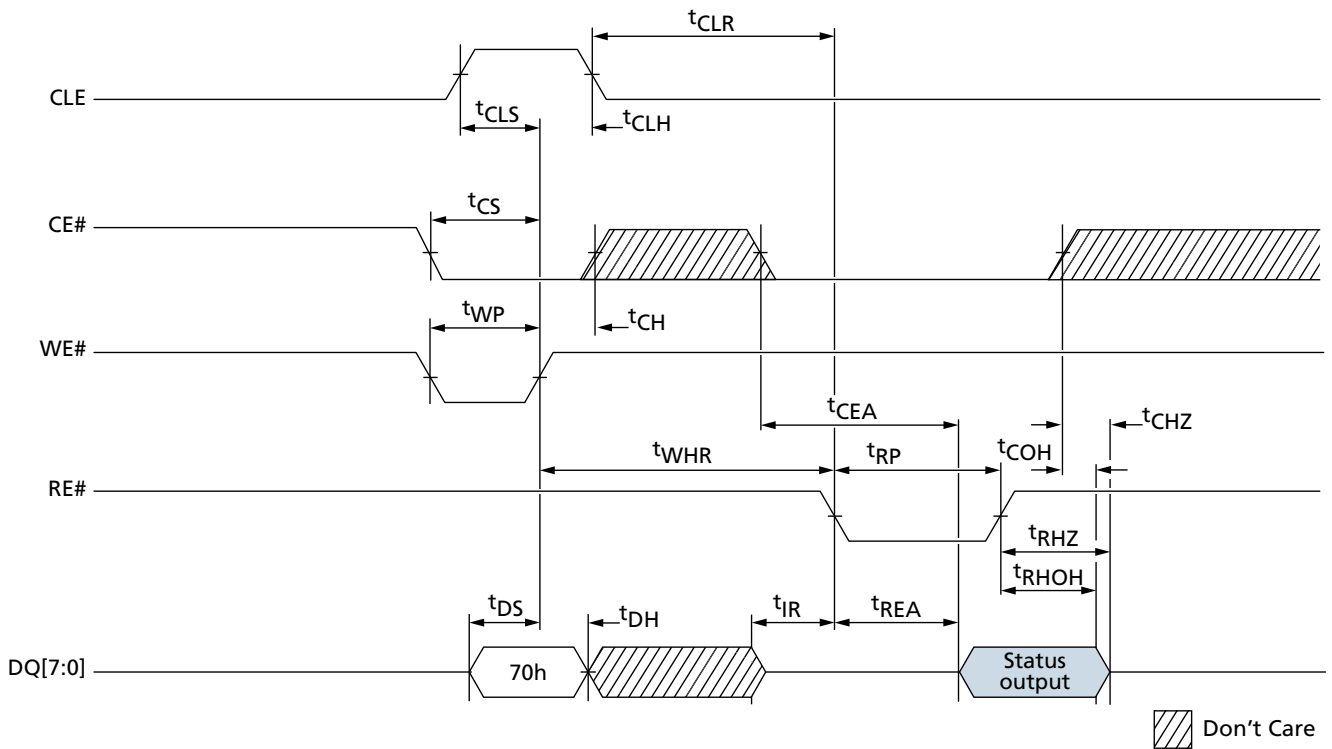 tCLR
CLE
tCLS
tCLH
tCS
CE#
tWP
tCH
WE#
tCEA
tCHZ
tWHR
tRP
tCOH
RE#
tRHZ
tRHOH
tDS
tDH
tIR
tREA
DQ[7:0]
70h
Status
output
Don't Care